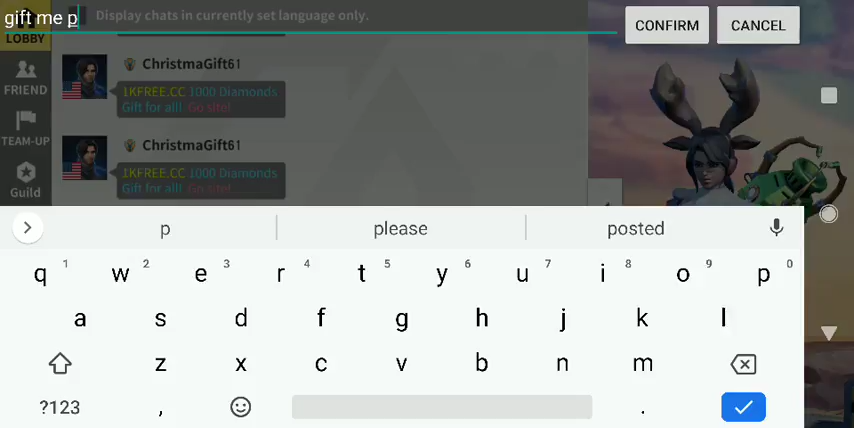 gift me p
Display chats in currently set language only.
CONFIRM
CANCEL
LOBBY
FRIEND
TEAM-UP
Guild
ChristmaGift61
1KFREE.CC 1000 Diamonds
Gift for all! Go site!
ChristmaGift61
1KFREE.CC 1000 Diamonds
Gift for all! Go site!
p please posted
q 1 w 2 e 3 r 4 t 5 y 6 u 7 i 8 o 9 p 0
a s d f g h j k l
z x c v b n m
?123 , .